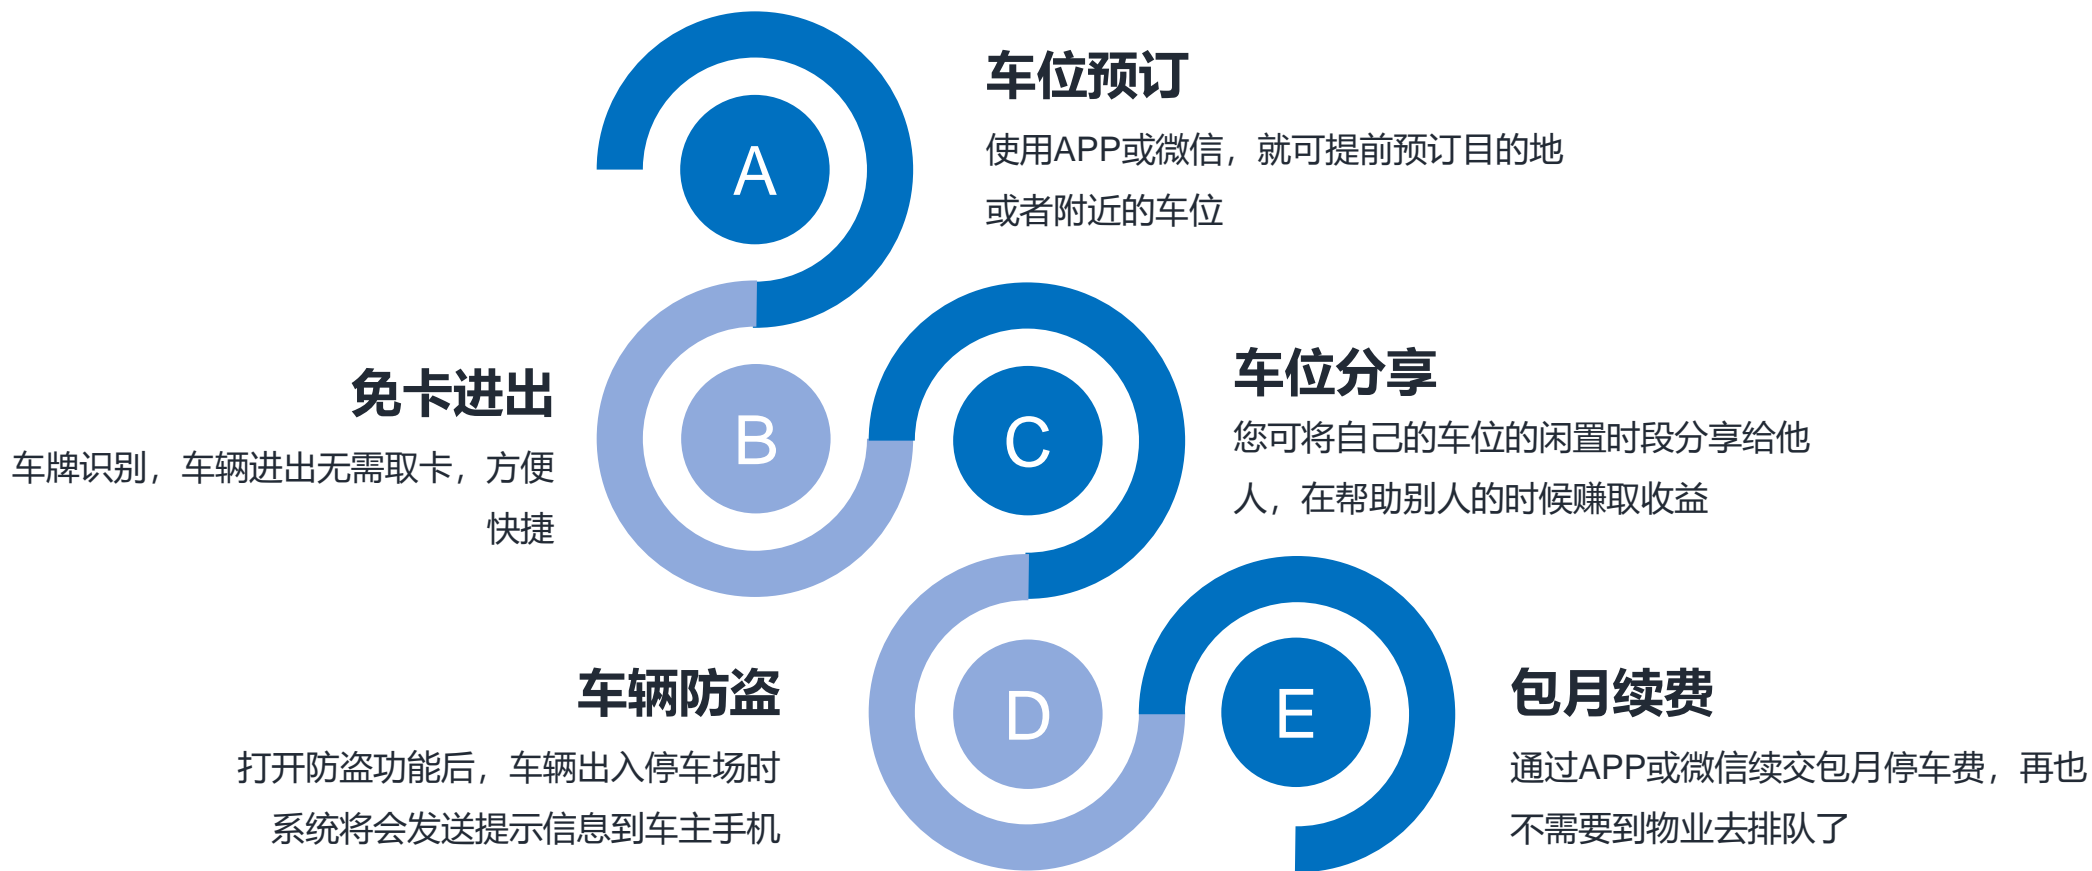 A
车位预订
使用APP或微信，就可提前预订目的地
或者附近的车位
B
免卡进出
车牌识别，车辆进出无需取卡，方便
快捷
C
车位分享
您可将自己的车位的闲置时段分享给他
人，在帮助别人的时候赚取收益
D
车辆防盗
打开防盗功能后，车辆出入停车场时
系统将会发送提示信息到车主手机
E
包月续费
通过APP或微信续交包月停车费，再也
不需要到物业去排队了